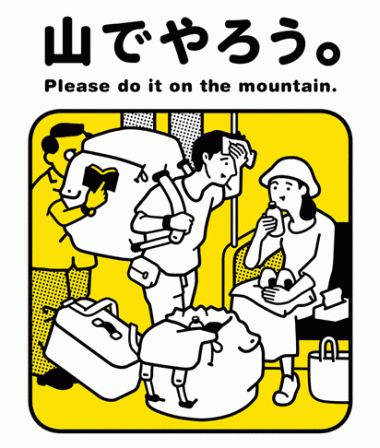 山でやろう。
Please do it on the mountain.